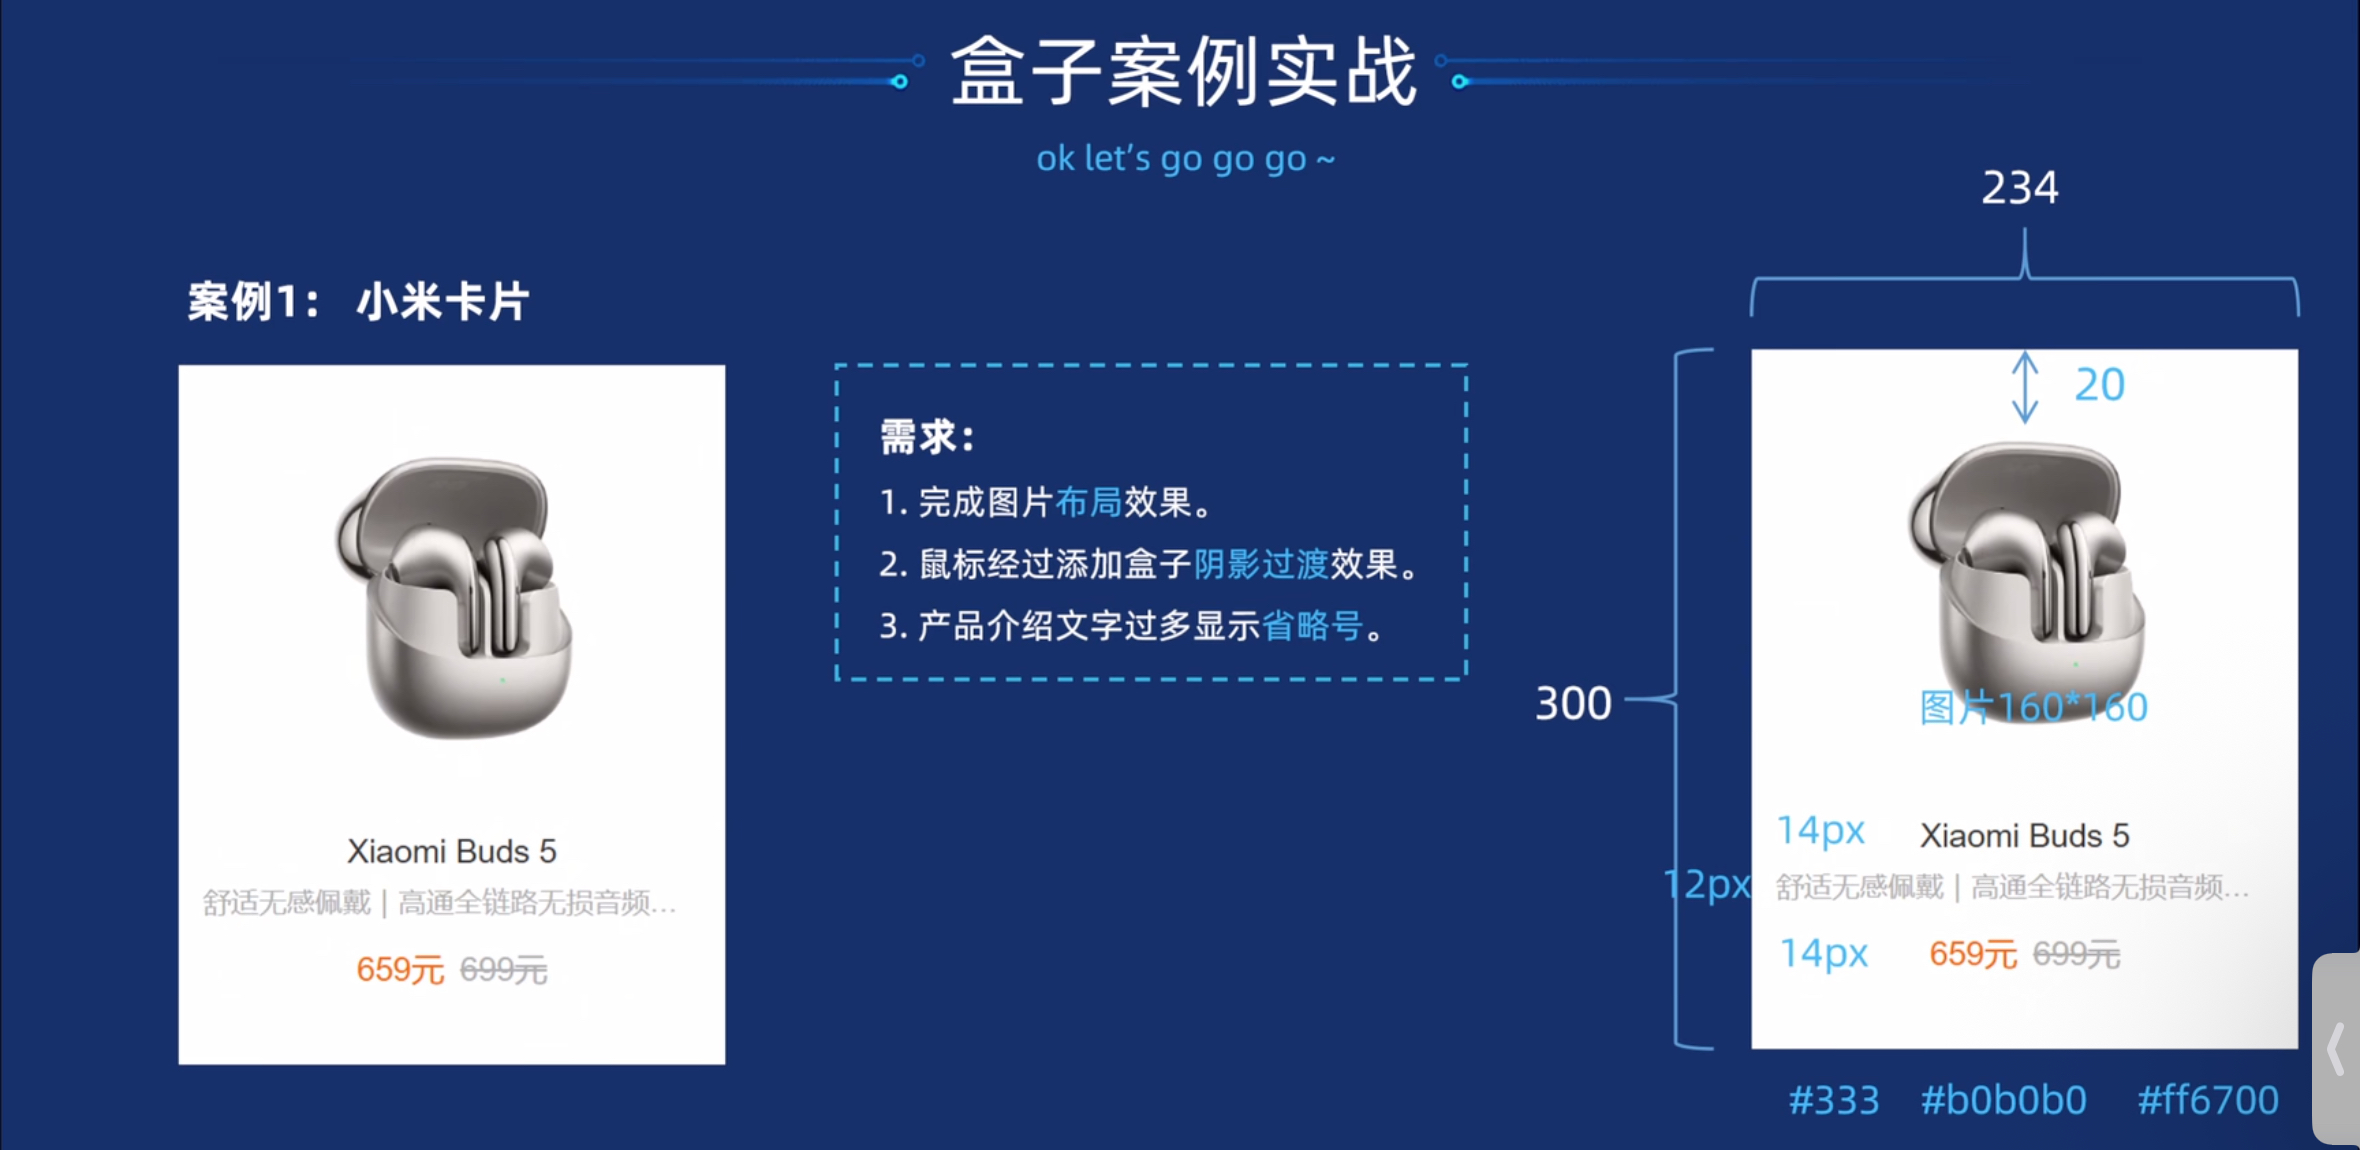 盒子案例实战
ok let's go go go ~
案例1： 小米卡片
Xiaomi Buds 5
舒适无感佩戴 | 高通全链路无损音频...
659元 699元
需求：
1. 完成图片布局效果。
2. 鼠标经过添加盒子阴影过渡效果。
3. 产品介绍文字过多显示省略号。
234
20
300
图片160*160
14px Xiaomi Buds 5
12px 舒适无感佩戴 | 高通全链路无损音频...
14px 659元 699元
#333 #b0b0b0 #ff6700